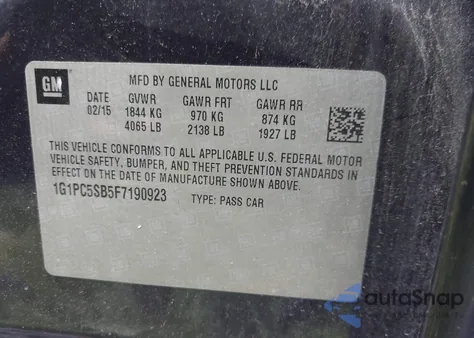 GM
MFD BY GENERAL MOTORS LLC
DATE GVWR GAWR FRT GAWR RR
02/15 1844 KG 970 KG 874 KG
4065 LB 2138 LB 1927 LB
THIS VEHICLE CONFORMS TO ALL APPLICABLE U.S. FEDERAL MOTOR
VEHICLE SAFETY, BUMPER, AND THEFT PREVENTION STANDARDS IN
EFFECT ON THE DATE OF MANUFACTURE SHOWN ABOVE.
1G1PC5SB5F7190923 TYPE: PASS CAR
autoSnap